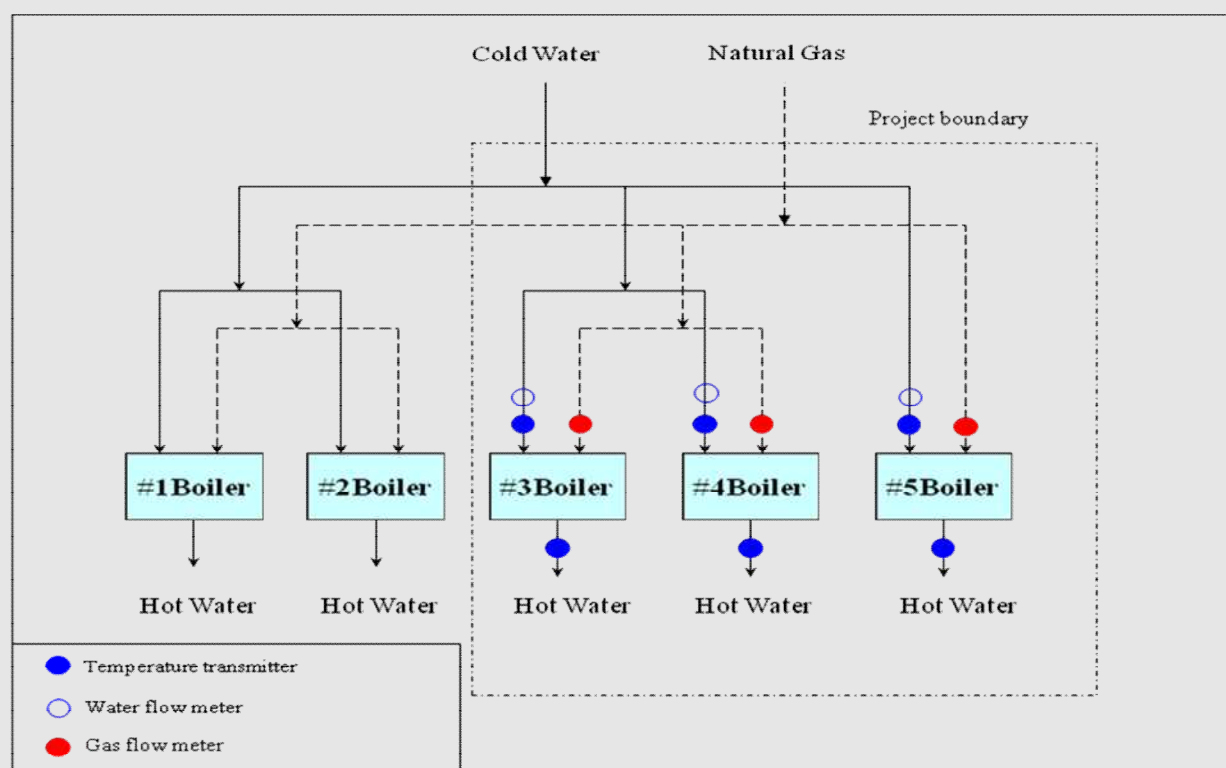 Cold Water
Natural Gas
Project boundary
#1Boiler
#2Boiler
#3Boiler
#4Boiler
#5Boiler
Hot Water
Hot Water
Hot Water
Hot Water
Hot Water
Temperature transmitter
Water flow meter
Gas flow meter